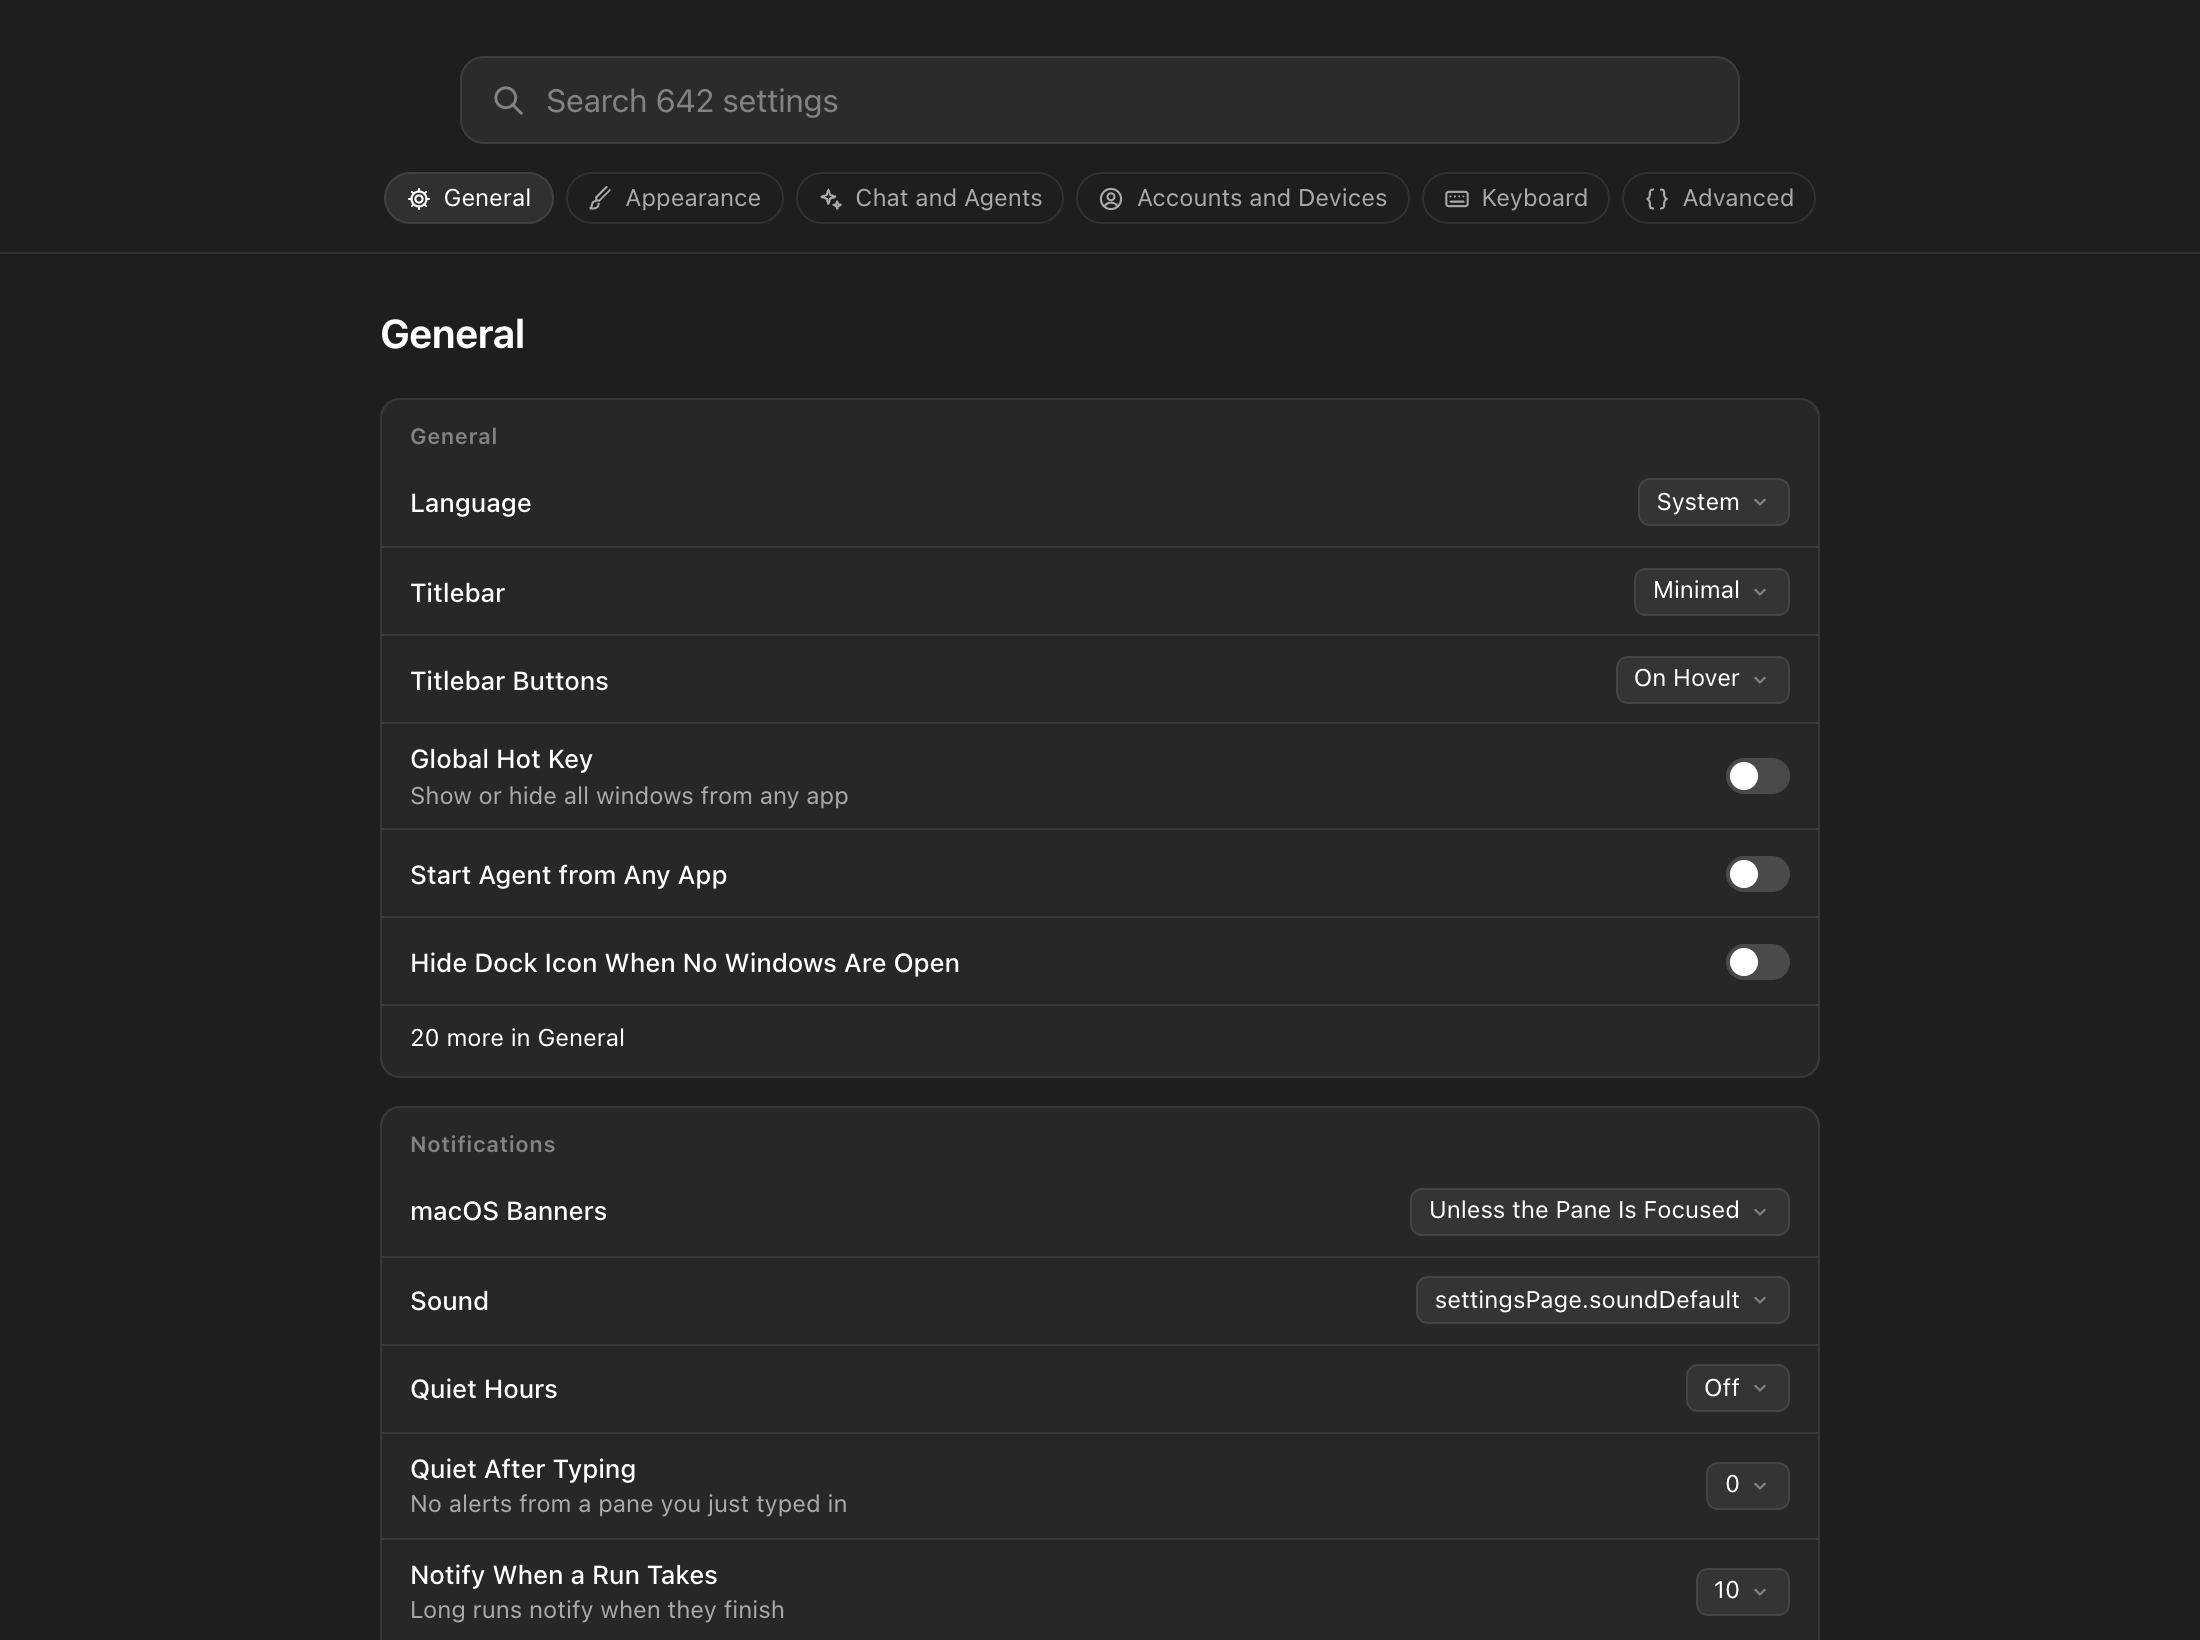 Search 642 settings
General
Appearance
Chat and Agents
Accounts and Devices
Keyboard
{} Advanced
General
General
Language
System
Titlebar
Minimal
Titlebar Buttons
On Hover
Global Hot Key
Show or hide all windows from any app
Start Agent from Any App
Hide Dock Icon When No Windows Are Open
20 more in General
Notifications
macOS Banners
Unless the Pane Is Focused
Sound
settingsPage.soundDefault
Quiet Hours
Off
Quiet After Typing
No alerts from a pane you just typed in
0
Notify When a Run Takes
Long runs notify when they finish
10